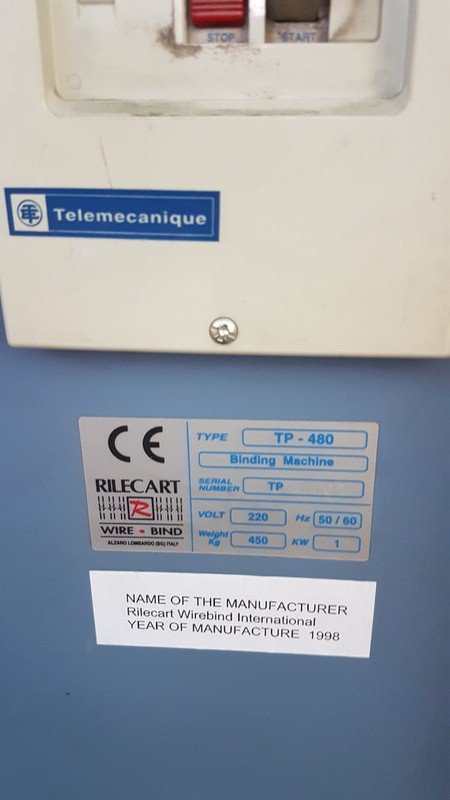 STOP START
Telemecanique
CE
RILECART
R
WIRE • BIND
ALZANO LOMBARDO (BG) ITALY
TYPE TP - 480
Binding Machine
SERIAL NUMBER TP
VOLT 220 Hz 50 / 60
Weight Kg 450 KW 1
NAME OF THE MANUFACTURER
Rilecart Wirebind International
YEAR OF MANUFACTURE 1998